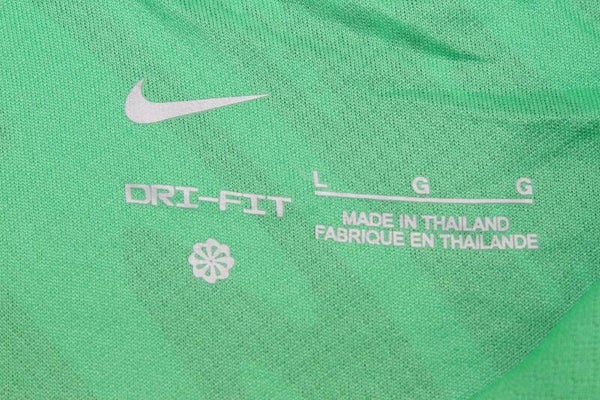 DRI-FIT
L G G
MADE IN THAILAND
FABRIQUE EN THAILANDE